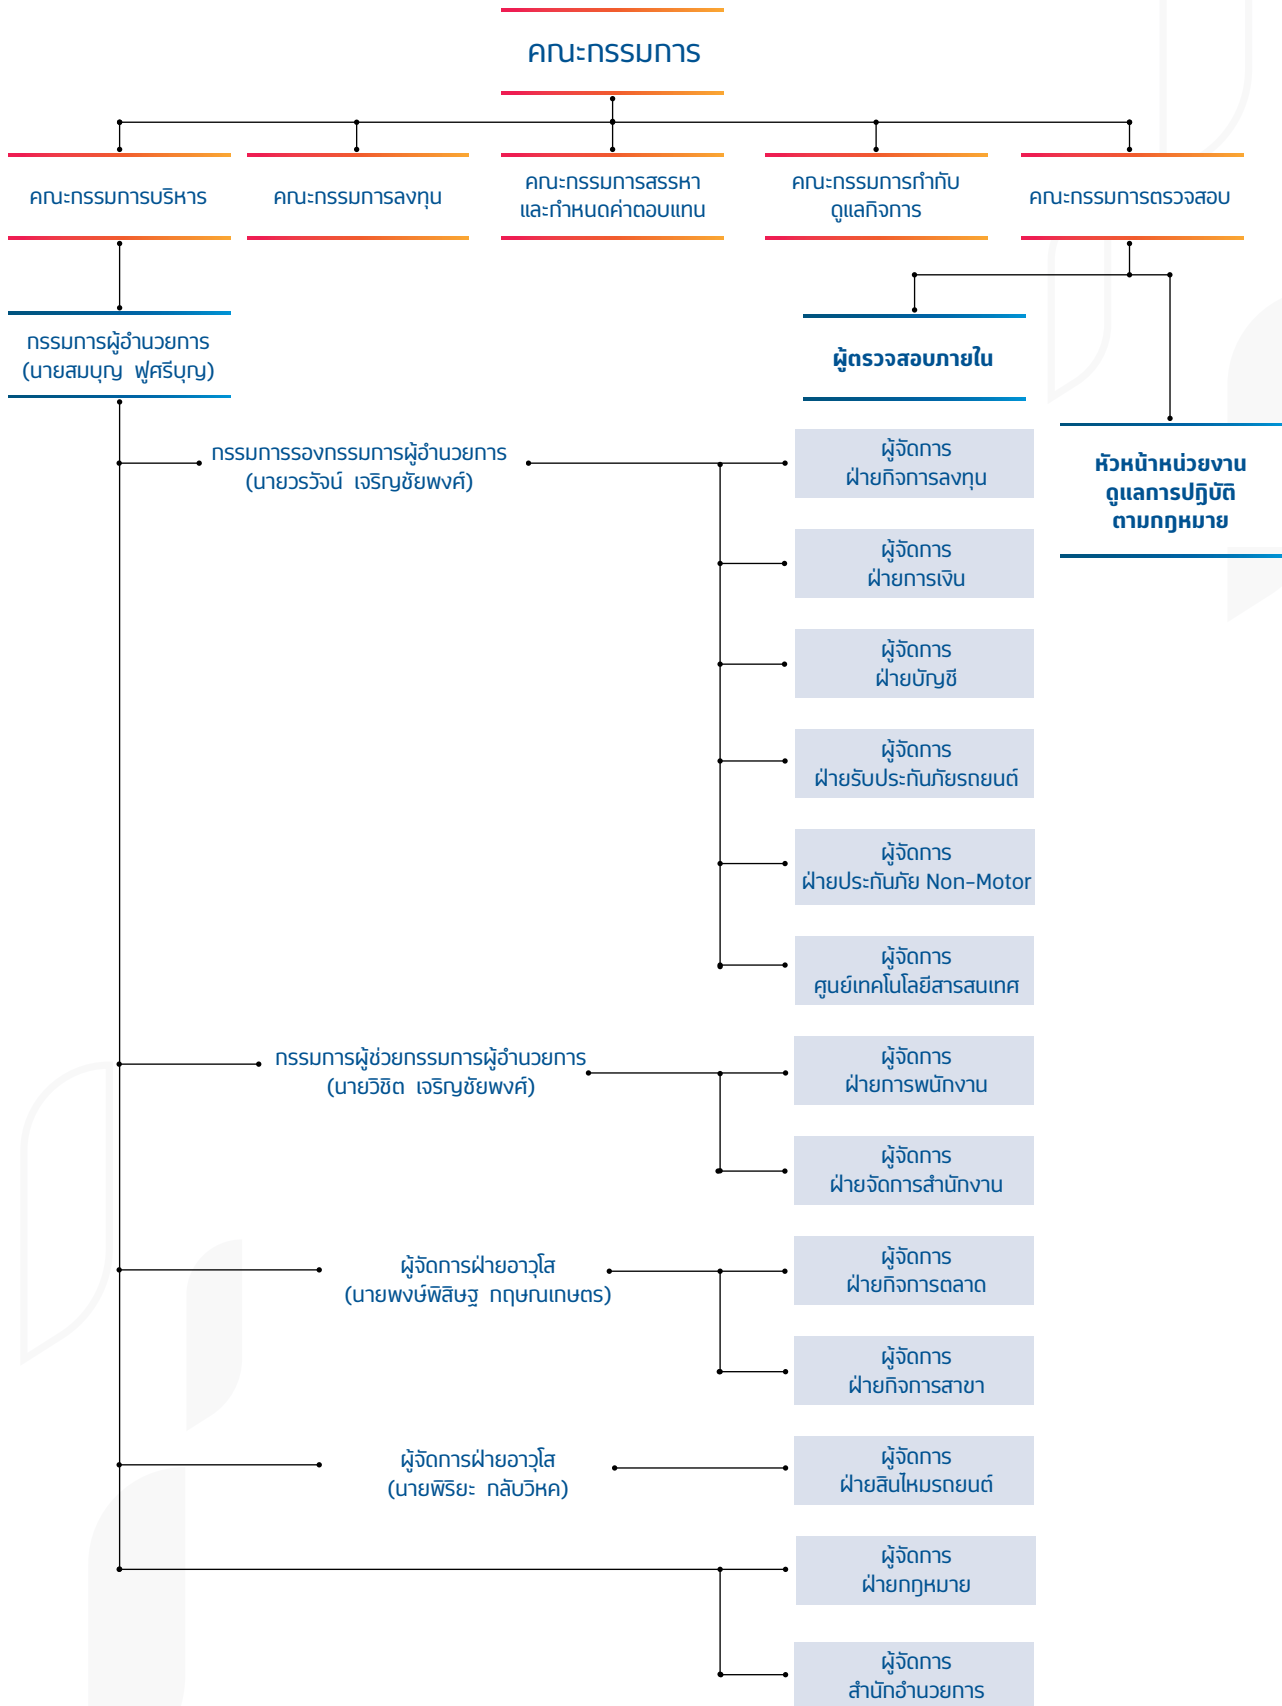 คณะกรรมการ
คณะกรรมการบริหาร
คณะกรรมการลงทุน
คณะกรรมการสรรหา
และกำหนดค่าตอบแทน
คณะกรรมการกำกับ
ดูแลกิจการ
คณะกรรมการตรวจสอบ
กรรมการผู้อำนวยการ
(นายสมบุญ ฟูศรีบุญ)
ผู้ตรวจสอบภายใน
หัวหน้าหน่วยงาน
ดูแลการปฏิบัติ
ตามกฎหมาย
กรรมการรองกรรมการผู้อำนวยการ
(นายวรวัจน์ เจริญชัยพงศ์)
ผู้จัดการ
ฝ่ายกิจการลงทุน
ผู้จัดการ
ฝ่ายการเงิน
ผู้จัดการ
ฝ่ายบัญชี
ผู้จัดการ
ฝ่ายรับประกันภัยรถยนต์
ผู้จัดการ
ฝ่ายประกันภัย Non-Motor
ผู้จัดการ
ศูนย์เทคโนโลยีสารสนเทศ
กรรมการผู้ช่วยกรรมการผู้อำนวยการ
(นายวิชิต เจริญชัยพงศ์)
ผู้จัดการ
ฝ่ายการพนักงาน
ผู้จัดการ
ฝ่ายจัดการสำนักงาน
ผู้จัดการฝ่ายอาวุโส
(นายพงษ์พิสิษฐ กฤษณเกษตร)
ผู้จัดการ
ฝ่ายกิจการตลาด
ผู้จัดการ
ฝ่ายกิจการสาขา
ผู้จัดการฝ่ายอาวุโส
(นายพิริยะ กลับวิหค)
ผู้จัดการ
ฝ่ายสินไหมรถยนต์
ผู้จัดการ
ฝ่ายกฎหมาย
ผู้จัดการ
สำนักอำนวยการ